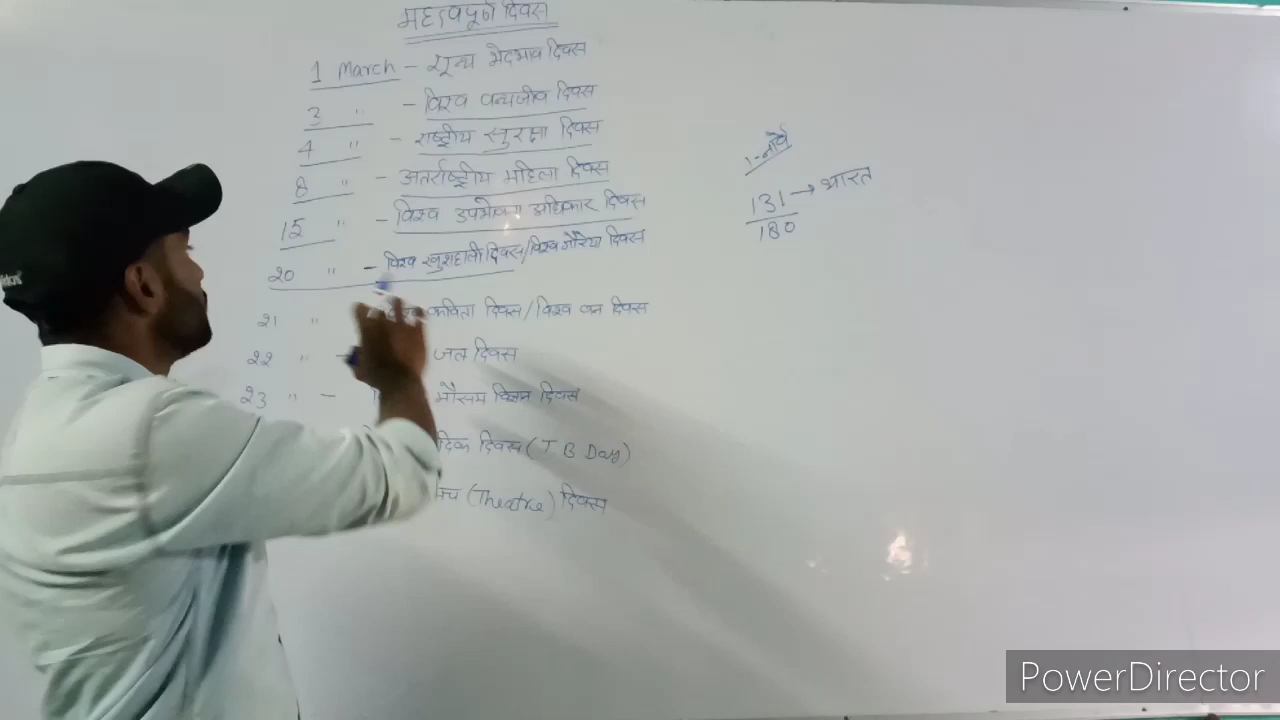 महत्वपूर्ण दिवस
1 March - शून्य भेदभाव दिवस
3 " - विश्व वन्यजीव दिवस
4 " - राष्ट्रीय सुरक्षा दिवस
8 " - अतर्राष्ट्रीय महिला दिवस
15 " - विश्व उपभोक्ता अधिकार दिवस
20 " - विश्व खुशहाली दिवस/विश्व गौरैया दिवस
21 " कविता दिवस/विश्व वन दिवस
22 " - जल दिवस
23 " - मौसम विज्ञान दिवस
दिक दिवस (T B Day)
मंच (Theatre) दिवस
1-नार्वे
131 → भारत
180
PowerDirector